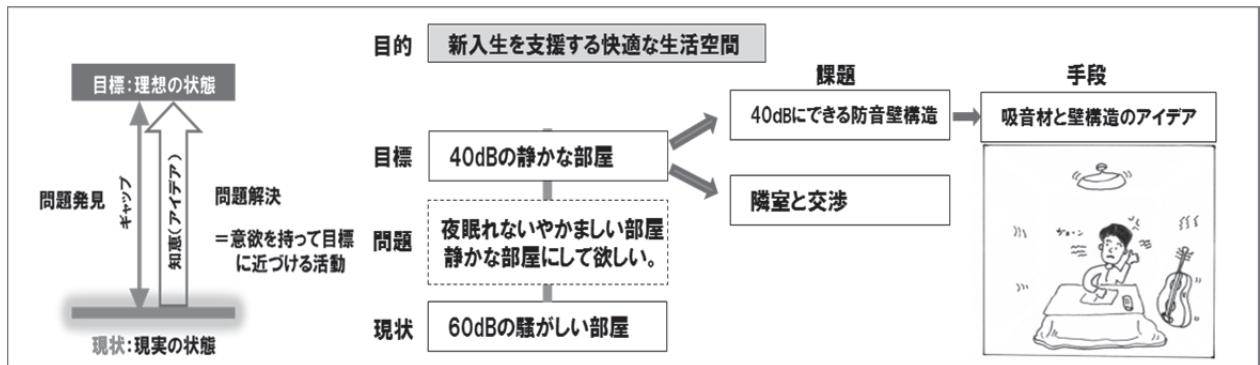 目標:理想の状態
問題発見
ギャップ
知恵(アイデア)
問題解決
=意欲を持って目標
に近づける活動
現状:現実の状態
目的
新入生を支援する快適な生活空間
目標
40dBの静かな部屋
問題
夜眠れないやかましい部屋
静かな部屋にして欲しい。
現状
60dBの騒がしい部屋
課題
40dBにできる防音壁構造
隣室と交渉
手段
吸音材と壁構造のアイデア